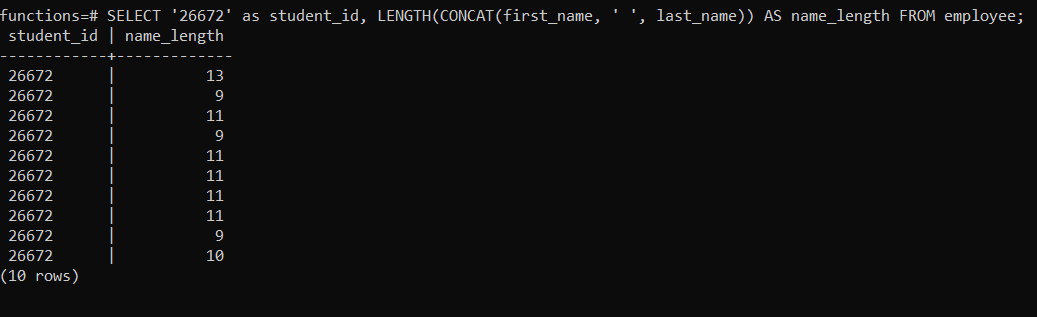 functions=# SELECT '26672' as student_id, LENGTH(CONCAT(first_name, ' ', last_name)) AS name_length FROM employee;
 student_id | name_length
------------+-------------
 26672      |          13
 26672      |           9
 26672      |          11
 26672      |           9
 26672      |          11
 26672      |          11
 26672      |          11
 26672      |          11
 26672      |           9
 26672      |          10
(10 rows)